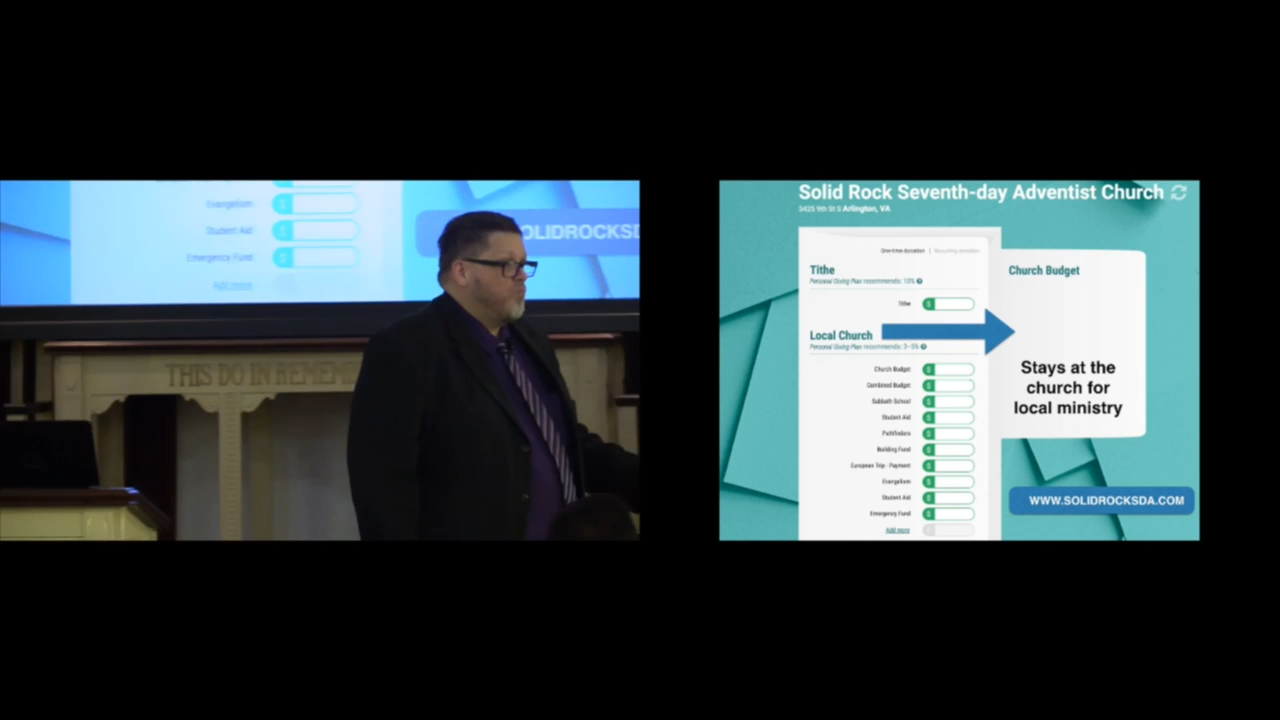 Evangelism
$
Student Aid
$
Emergency Fund
$
Add more
OLIDROCKSD
THIS DO IN REMEM
Solid Rock Seventh-day Adventist Church
2425 9th St S Arlington, VA
One-time donation | Recurring donation
Tithe
Personal Giving Plan recommends: 10%
Tithe
$
Local Church
Personal Giving Plan recommends: 3-5%
Church Budget
$
Combined Budget
$
Sabbath School
$
Student Aid
$
Pathfinders
$
Building Fund
$
European Trip - Payment
$
Evangelism
$
Student Aid
$
Emergency Fund
$
Add more
$
Church Budget
Stays at the
church for
local ministry
WWW.SOLIDROCKSDA.COM